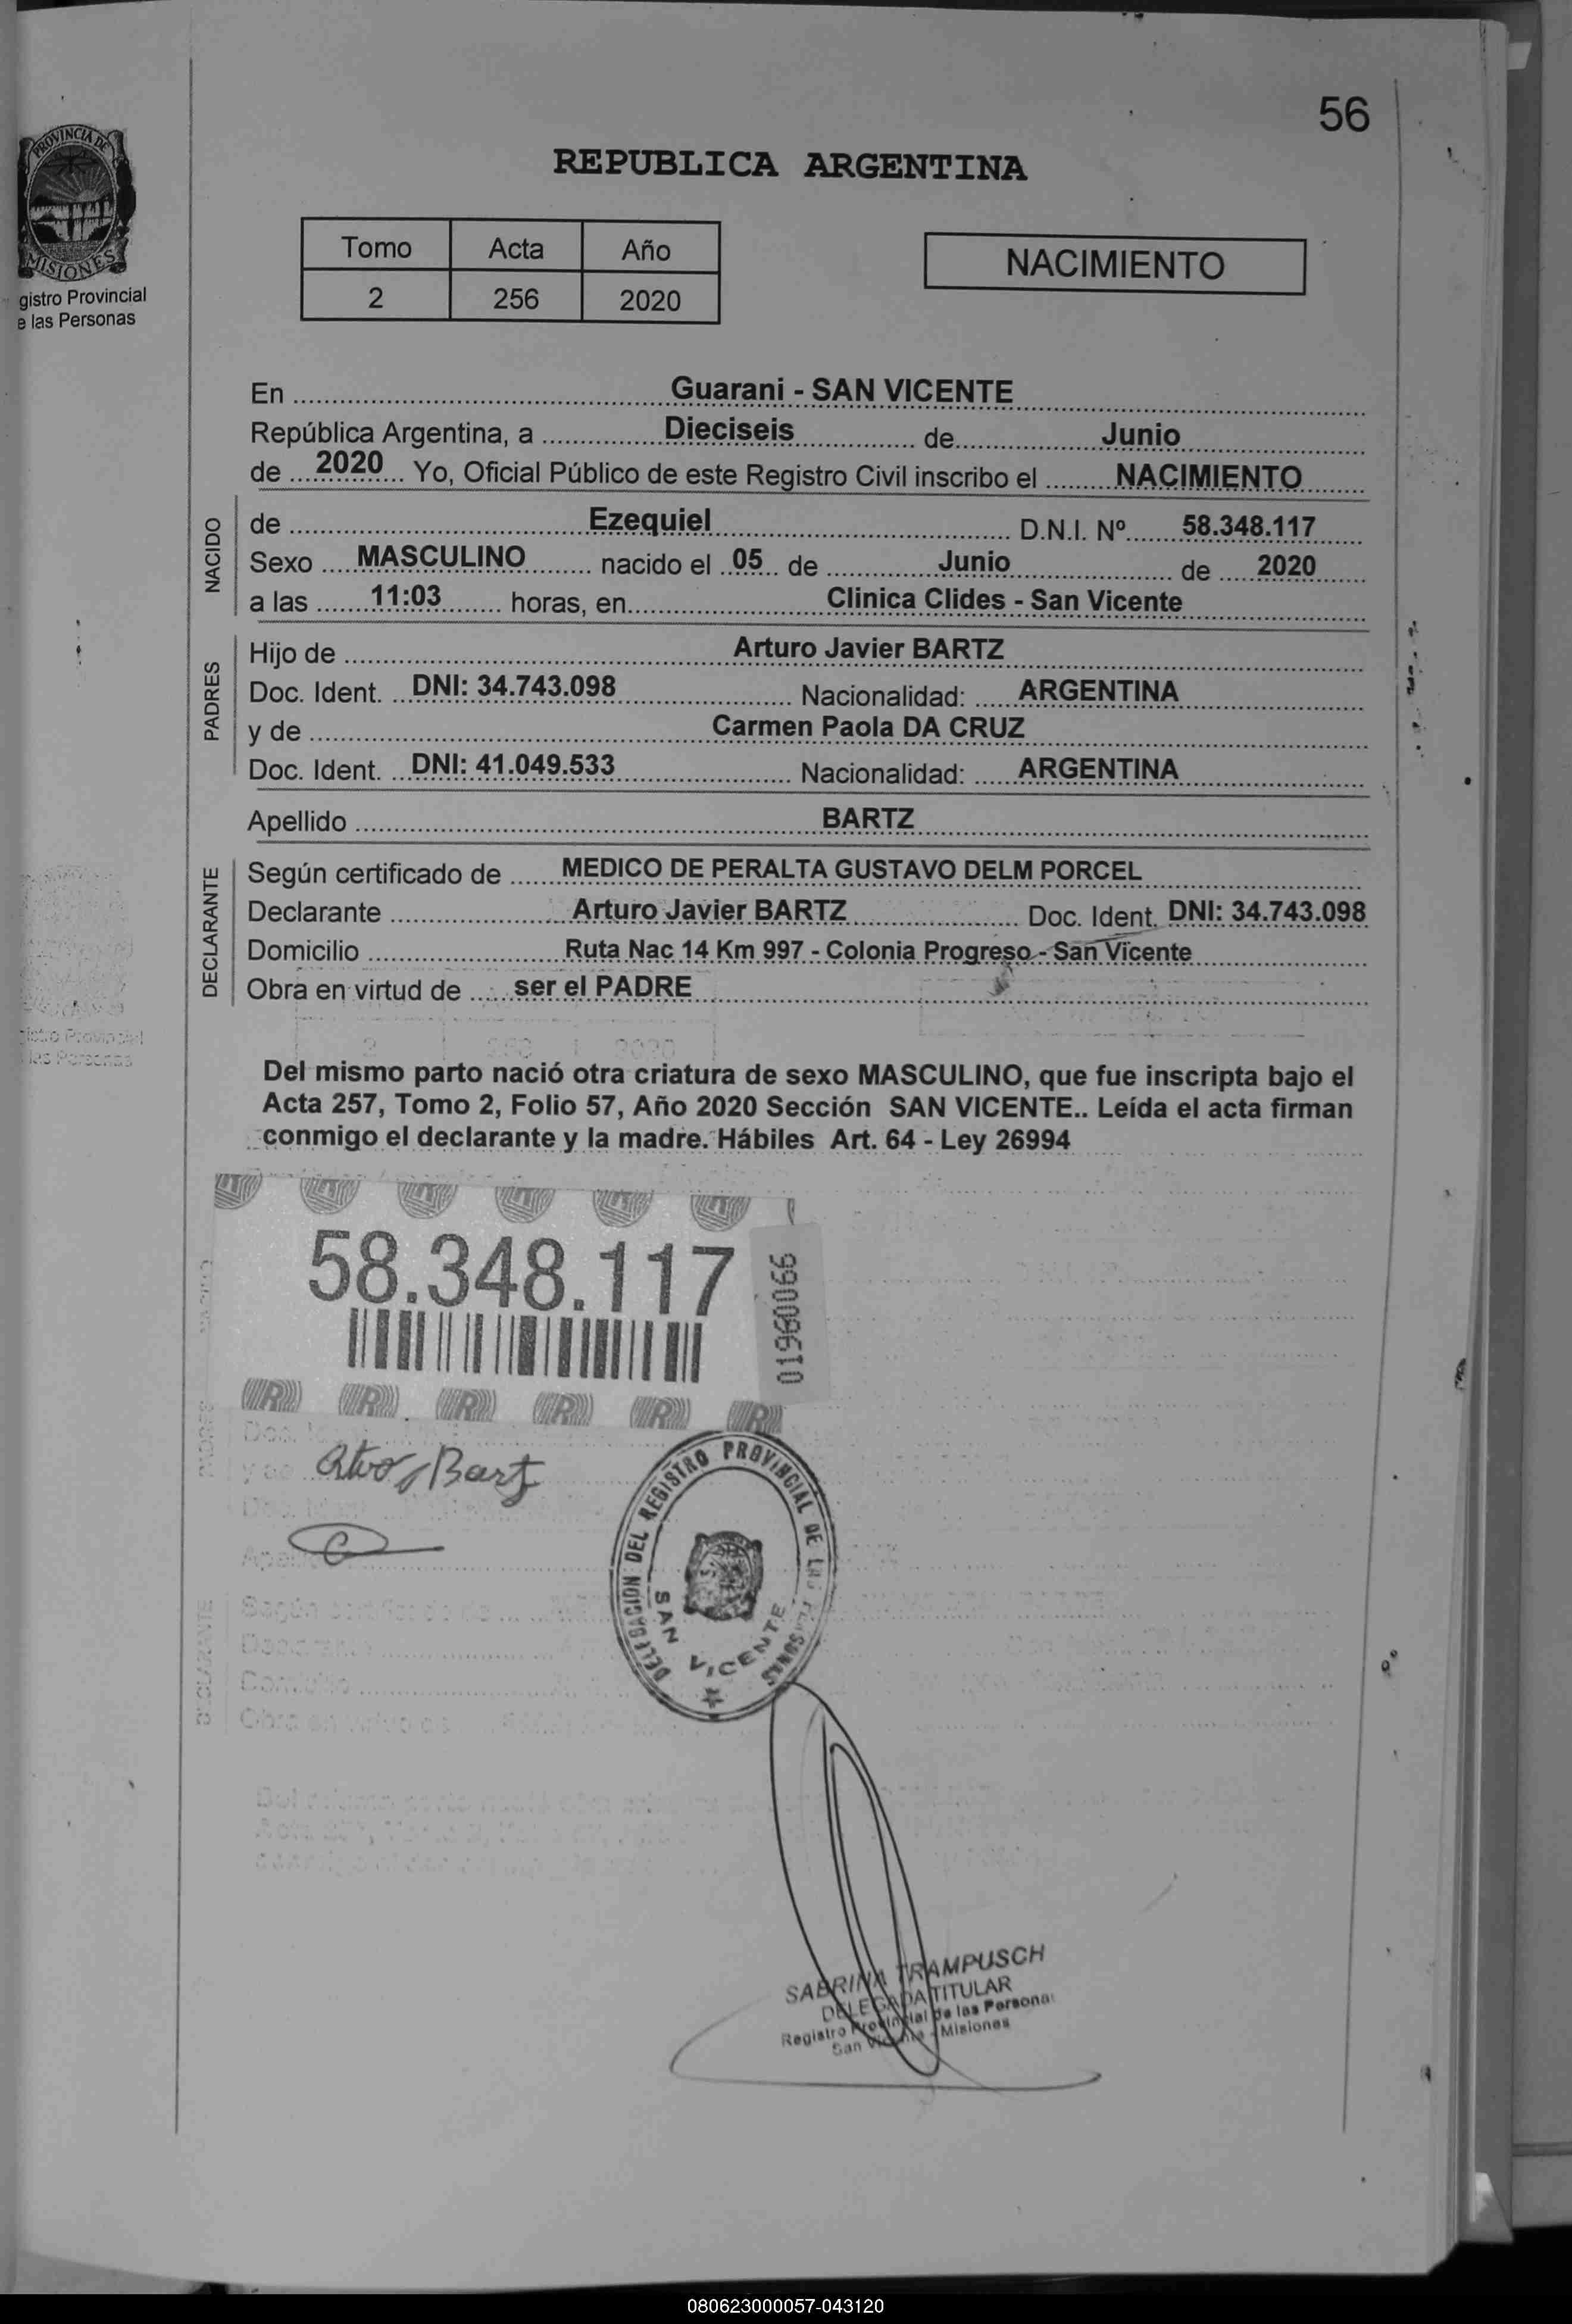 56
PROVINCIA DE
MISIONES
gistro Provincial
e las Personas
REPUBLICA ARGENTINA
Tomo Acta Año
2 256 2020
NACIMIENTO
En Guarani - SAN VICENTE
República Argentina, a Dieciseis de Junio
de 2020 Yo, Oficial Público de este Registro Civil inscribo el NACIMIENTO
NACIDO
de Ezequiel D.N.I. Nº 58.348.117
Sexo MASCULINO nacido el 05 de Junio de 2020
a las 11:03 horas, en Clinica Clides - San Vicente
PADRES
Hijo de Arturo Javier BARTZ
Doc. Ident. DNI: 34.743.098 Nacionalidad: ARGENTINA
y de Carmen Paola DA CRUZ
Doc. Ident. DNI: 41.049.533 Nacionalidad: ARGENTINA
Apellido BARTZ
DECLARANTE
Según certificado de MEDICO DE PERALTA GUSTAVO DELM PORCEL
Declarante Arturo Javier BARTZ Doc. Ident. DNI: 34.743.098
Domicilio Ruta Nac 14 Km 997 - Colonia Progreso - San Vicente
Obra en virtud de ser el PADRE
Del mismo parto nació otra criatura de sexo MASCULINO, que fue inscripta bajo el
Acta 257, Tomo 2, Folio 57, Año 2020 Sección SAN VICENTE.. Leída el acta firman
conmigo el declarante y la madre. Hábiles Art. 64 - Ley 26994
58.348.117
01960066
Bartz
DELEGACION DEL REGISTRO PROVINCIAL DE LAS PERSONAS
SAN VICENTE
SABRINA TRAMPUSCH
DELEGADA TITULAR
Registro Provincial de las Personas
San Vicente - Misiones
080623000057-043120